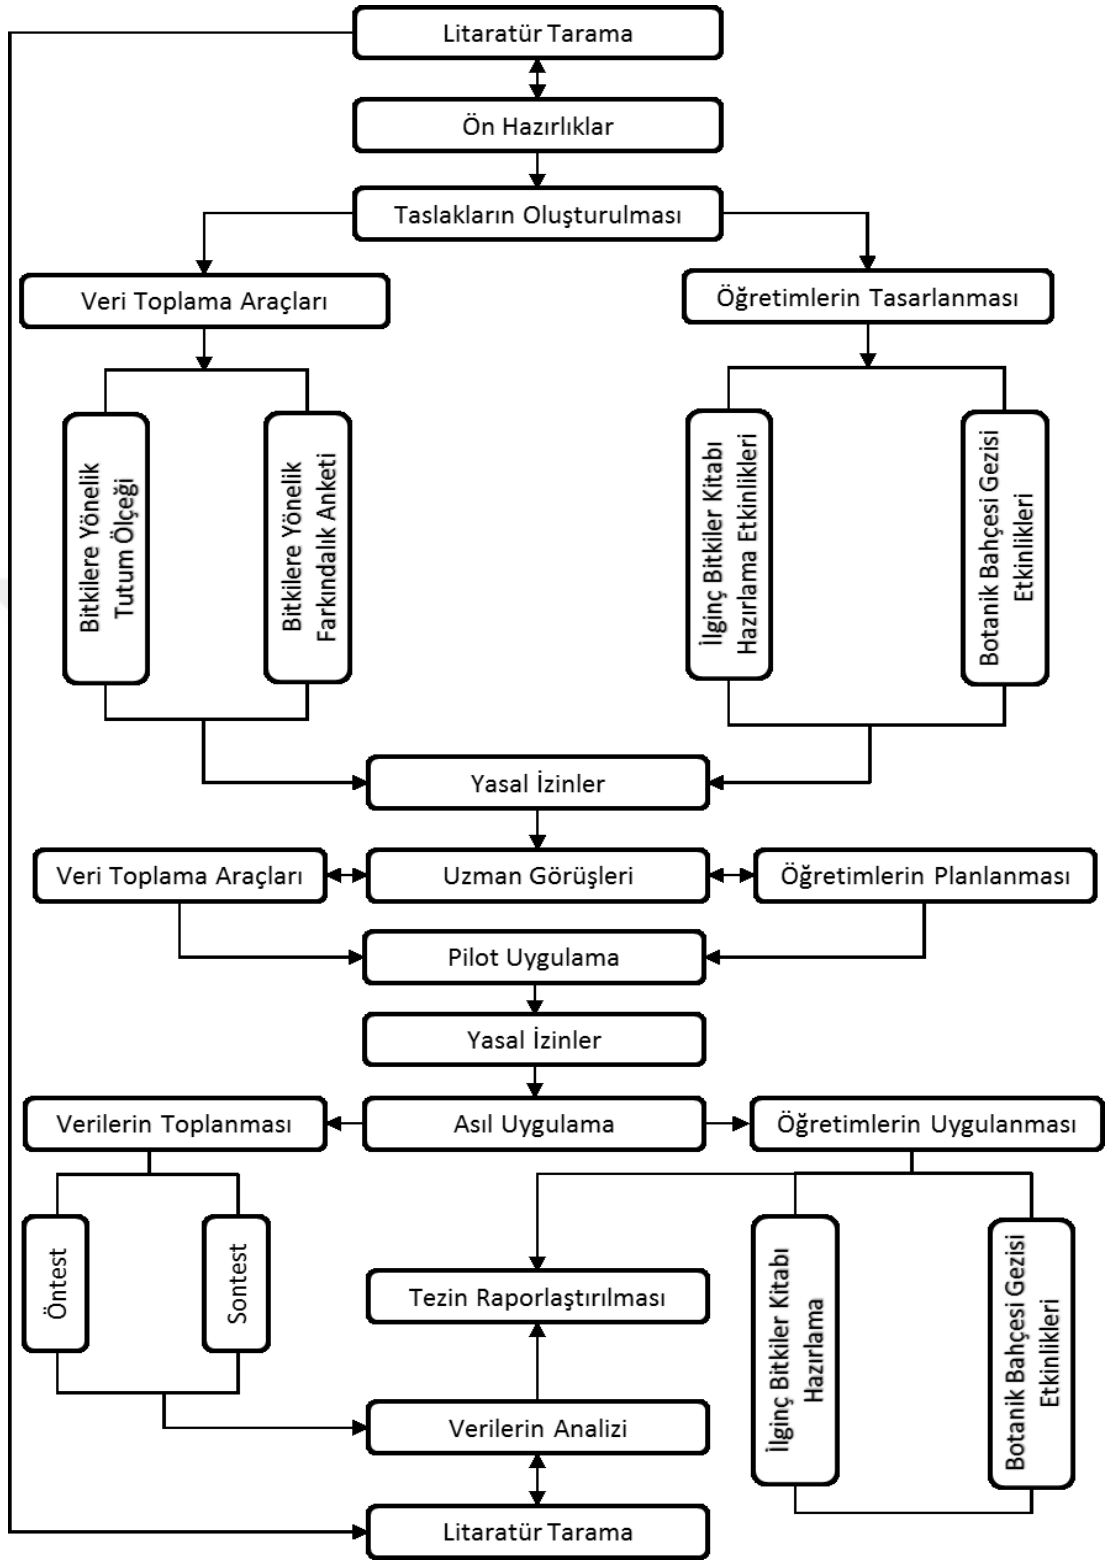 Litaratür Tarama
Ön Hazırlıklar
Taslakların Oluşturulması
Veri Toplama Araçları
Öğretimlerin Tasarlanması
Bitkilere Yönelik
Tutum Ölçeği
Bitkilere Yönelik
Farkındalık Anketi
İlginç Bitkiler Kitabı
Hazırlama Etkinlikleri
Botanik Bahçesi Gezisi
Etkinlikleri
Yasal İzinler
Veri Toplama Araçları
Uzman Görüşleri
Öğretimlerin Planlanması
Pilot Uygulama
Yasal İzinler
Verilerin Toplanması
Asıl Uygulama
Öğretimlerin Uygulanması
Öntest
Sontest
Tezin Raporlaştırılması
İlginç Bitkiler Kitabı
Hazırlama
Botanik Bahçesi Gezisi
Etkinlikleri
Verilerin Analizi
Litaratür Tarama